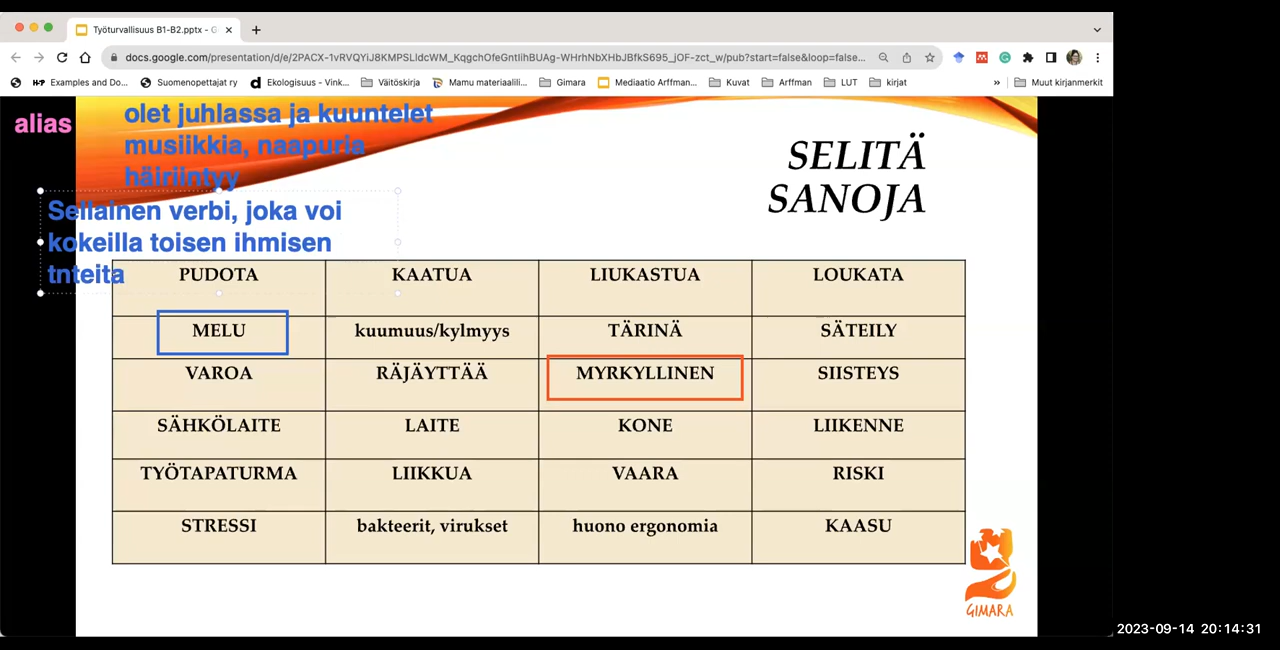 Työturvallisuus B1-B2.pptx - G
docs.google.com/presentation/d/e/2PACX-1vRVQYiJ8KMPSLldcWM_KqgchOfeGntIihBUAg-WHrhNbXHbJBfkS695_jOF-zct_w/pub?start=false&loop=false...
Examples and Do... Suomenopettajat ry Ekologisuus - Vink... Väitöskirja Mamu materiaalili... Gimara Mediaatio Arffman... Kuvat Arffman LUT kirjat » Muut kirjanmerkit
alias
olet juhlassa ja kuuntelet
musiikkia, naapuria
häiriintyy
SELITÄ
SANOJA
Sellainen verbi, joka voi
kokeilla toisen ihmisen
tnteita
PUDOTA KAATUA LIUKASTUA LOUKATA
MELU kuumuus/kylmyys TÄRINÄ SÄTEILY
VAROA RÄJÄYTTÄÄ MYRKYLLINEN SIISTEYS
SÄHKÖLAITE LAITE KONE LIIKENNE
TYÖTAPATURMA LIIKKUA VAARA RISKI
STRESSI bakteerit, virukset huono ergonomia KAASU
GIMARA
2023-09-14 20:14:31